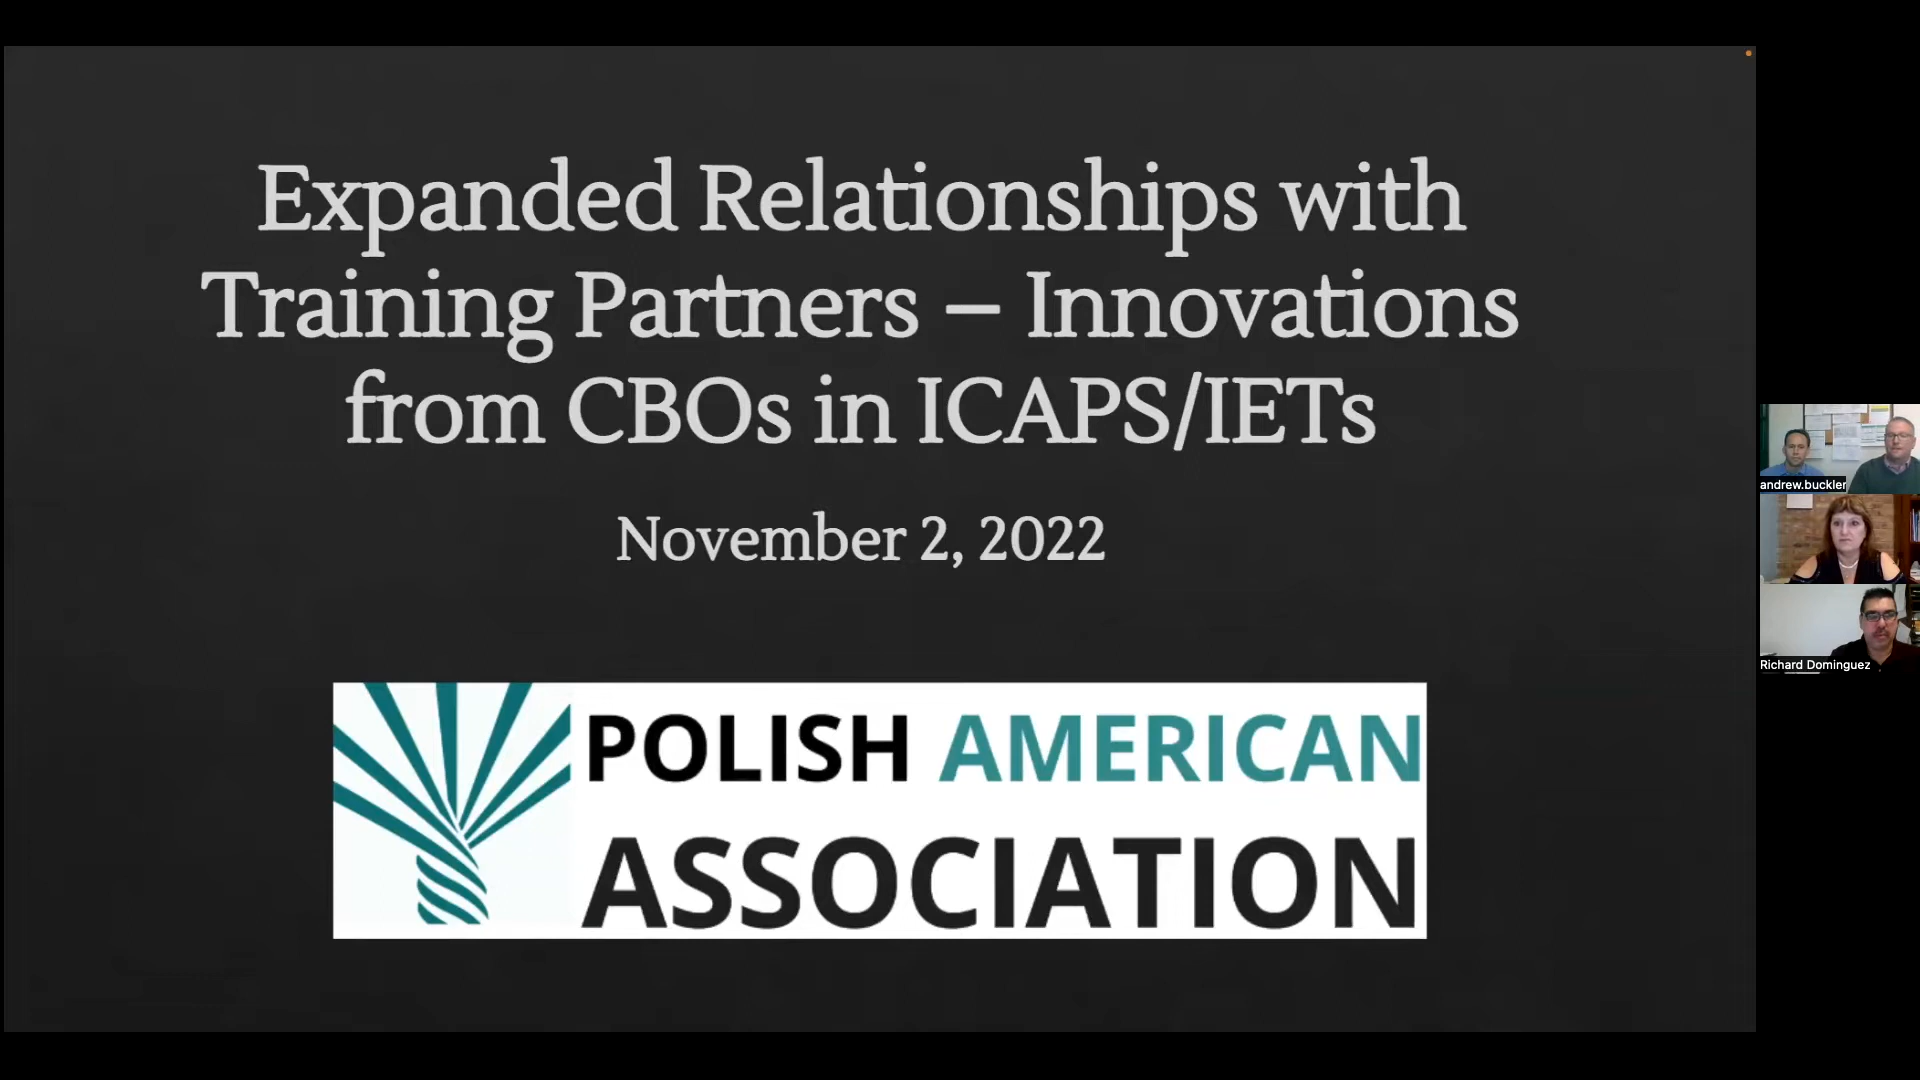 Expanded Relationships with
Training Partners – Innovations
from CBOs in ICAPS/IETs
November 2, 2022
POLISH AMERICAN
ASSOCIATION
andrew.buckler
Richard Dominguez